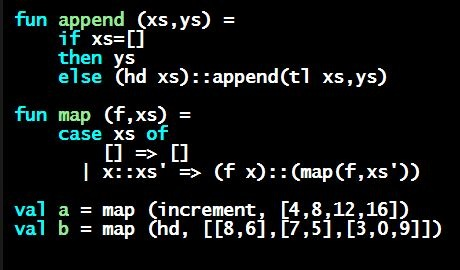 fun append (xs,ys) =
if xs=[]
then ys
else (hd xs)::append(tl xs,ys)
fun map (f,xs) =
case xs of
[] => []
| x::xs' => (f x)::(map(f,xs'))
val a = map (increment, [4,8,12,16])
val b = map (hd, [[8,6],[7,5],[3,0,9]])